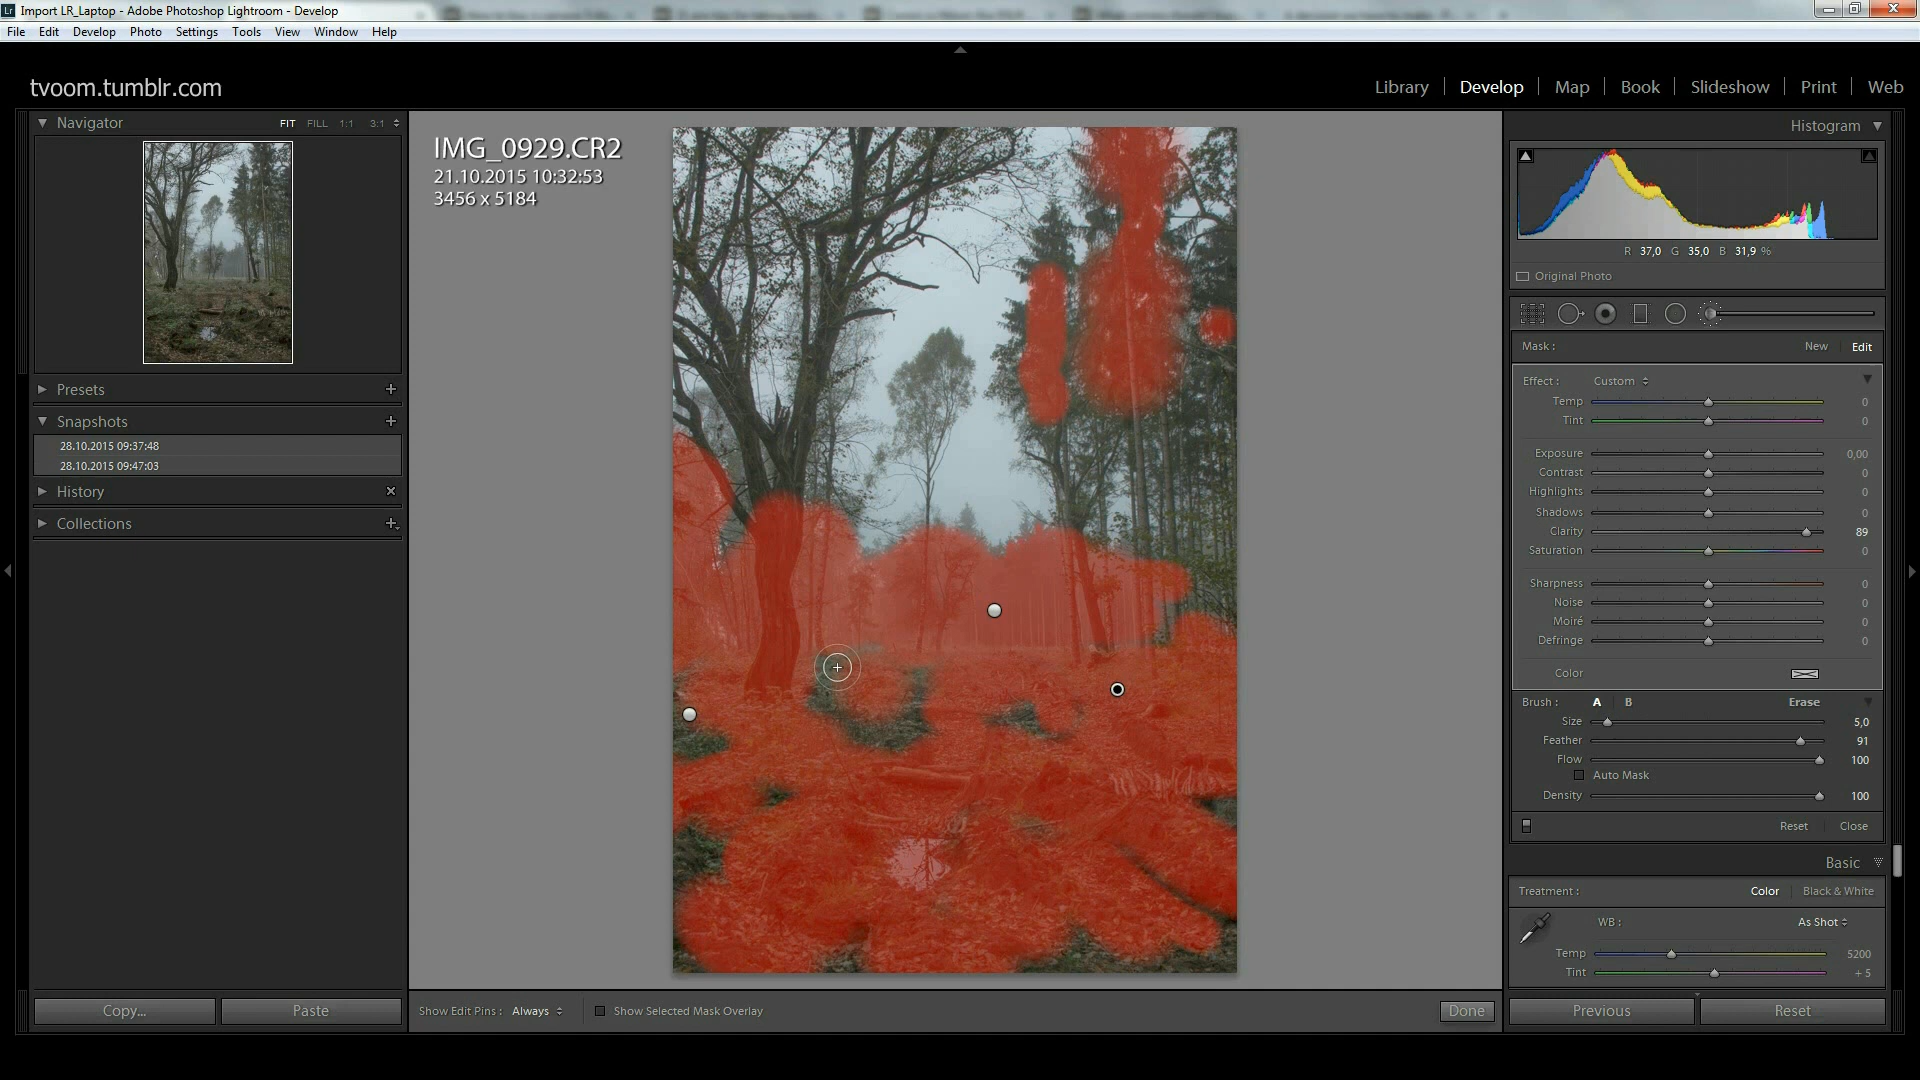 Lr Import LR_Laptop - Adobe Photoshop Lightroom - Develop
File Edit Develop Photo Settings Tools View Window Help
tvoom.tumblr.com
Library Develop Map Book Slideshow Print Web
Navigator FIT FILL 1:1 3:1
Presets
Snapshots
28.10.2015 09:37:48
28.10.2015 09:47:03
History
Collections
Copy... Paste
IMG_0929.CR2
21.10.2015 10:32:53
3456 x 5184
Show Edit Pins : Always Show Selected Mask Overlay Done
Histogram
R 37,0 G 35,0 B 31,9 %
Original Photo
Mask : New Edit
Effect : Custom
Temp 0
Tint 0
Exposure 0,00
Contrast 0
Highlights 0
Shadows 0
Clarity 89
Saturation 0
Sharpness 0
Noise 0
Moiré 0
Defringe 0
Color
Brush : A B Erase
Size 5,0
Feather 91
Flow 100
Auto Mask
Density 100
Reset Close
Basic
Treatment : Color Black & White
WB : As Shot
Temp 5200
Tint + 5
Previous Reset